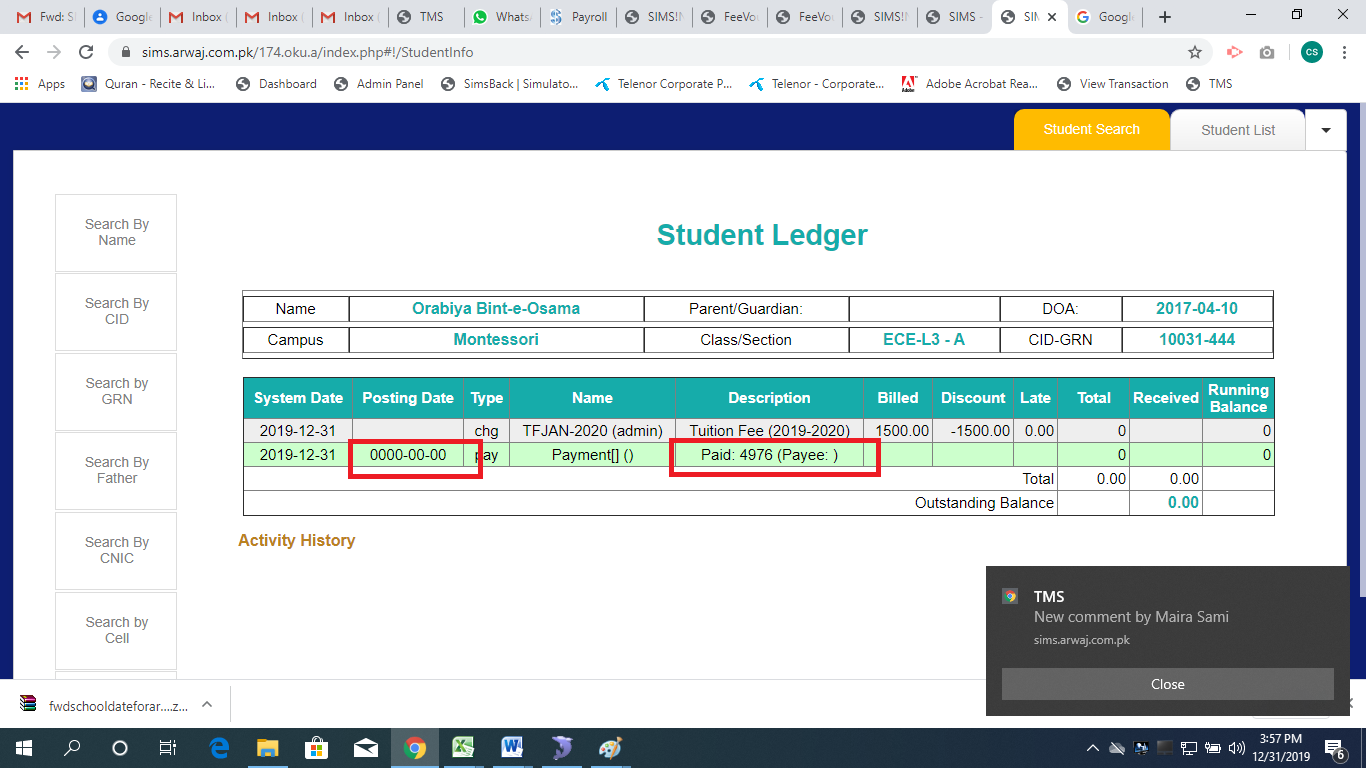 Fwd: S
Google
Inbox (
Inbox (
Inbox (
TMS
Whats
Payroll
SIMS!N
FeeVou
FeeVou
SIMS!N
SIMS -
SIM
Google
sims.arwaj.com.pk/174.oku.a/index.php#!/StudentInfo
CS
Apps
Quran - Recite & Li...
Dashboard
Admin Panel
SimsBack | Simulato...
Telenor Corporate P...
Telenor - Corporate...
Adobe Acrobat Rea...
View Transaction
TMS
Student Search
Student List
Search By
Name
Search By
CID
Search by
GRN
Search By
Father
Search By
CNIC
Search by
Cell
Student Ledger
Name Orabiya Bint-e-Osama Parent/Guardian: DOA: 2017-04-10
Campus Montessori Class/Section ECE-L3 - A CID-GRN 10031-444
System Date Posting Date Type Name Description Billed Discount Late Total Received Running Balance
2019-12-31 chg TFJAN-2020 (admin) Tuition Fee (2019-2020) 1500.00 -1500.00 0.00 0 0
2019-12-31 0000-00-00 pay Payment[] () Paid: 4976 (Payee: ) 0 0
Total 0.00 0.00
Outstanding Balance 0.00
Activity History
TMS
New comment by Maira Sami
sims.arwaj.com.pk
Close
fwdschooldateforar....z...
3:57 PM
12/31/2019
6